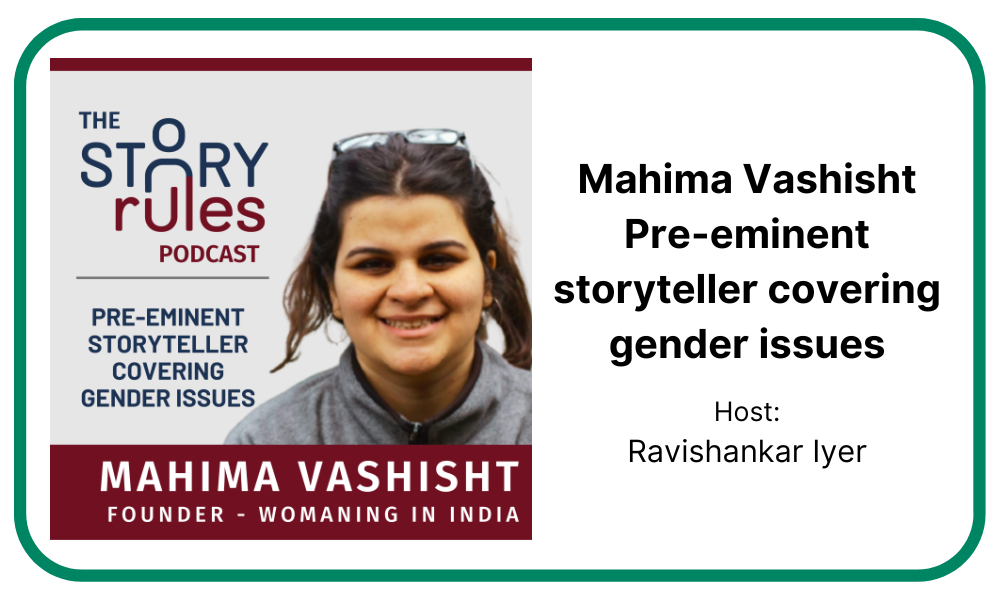 THE
STORY
rules
PODCAST
PRE-EMINENT
STORYTELLER
COVERING
GENDER ISSUES
MAHIMA VASHISHT
FOUNDER - WOMANING IN INDIA
Mahima Vashisht
Pre-eminent
storyteller covering
gender issues
Host:
Ravishankar Iyer